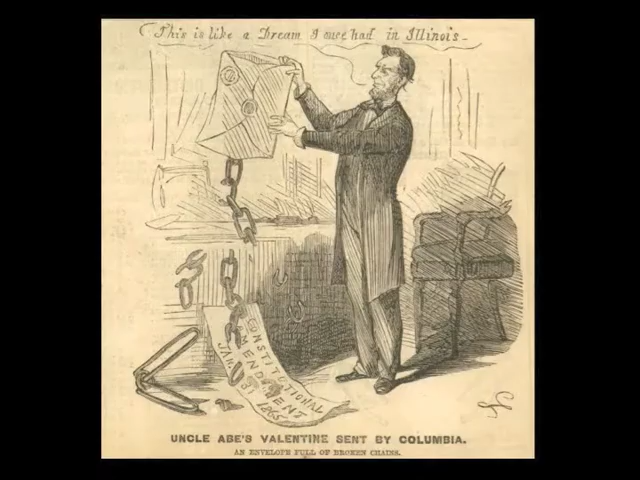 This is like a Dream I once had in Illinois_
CONSTITUTIONAL
AMENDMENT
JAN. 31 1865
UNCLE ABE'S VALENTINE SENT BY COLUMBIA.
AN ENVELOPE FULL OF BROKEN CHAINS.